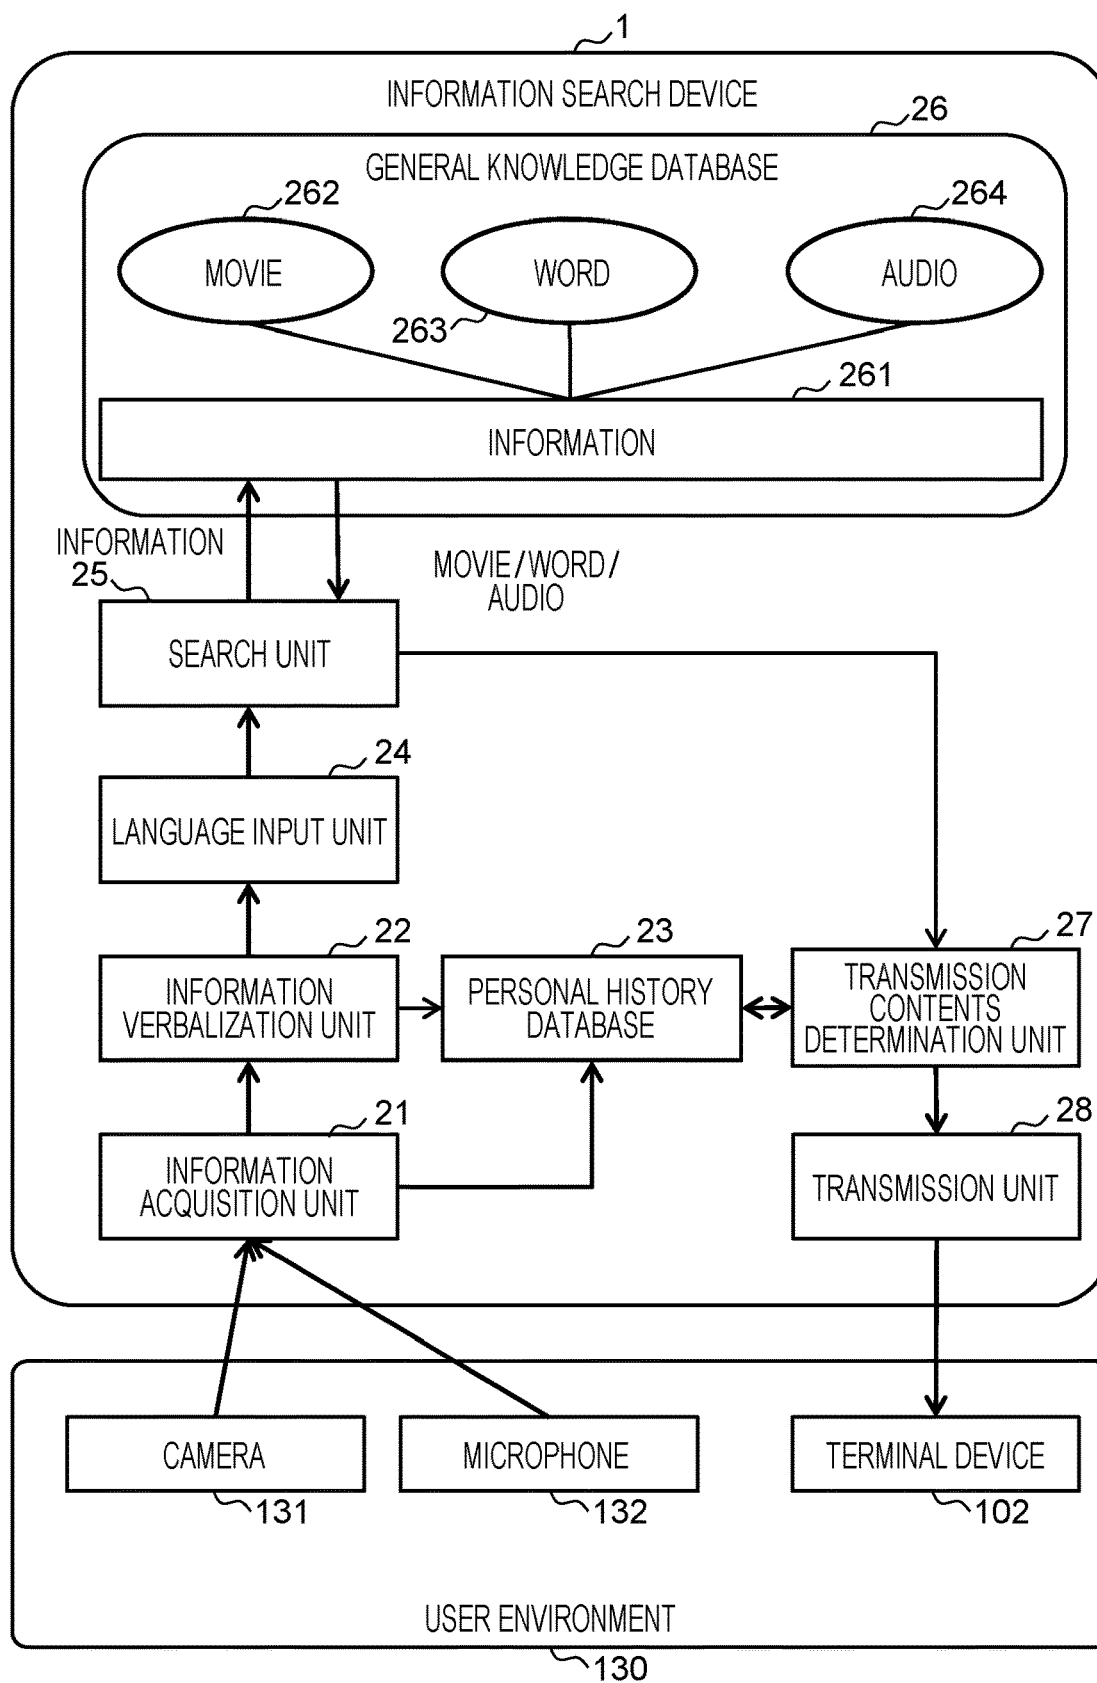 1
INFORMATION SEARCH DEVICE
26
GENERAL KNOWLEDGE DATABASE
262
264
MOVIE
WORD
AUDIO
263
261
INFORMATION
INFORMATION
MOVIE/WORD/
AUDIO
25
SEARCH UNIT
24
LANGUAGE INPUT UNIT
22
23
27
INFORMATION
VERBALIZATION UNIT
PERSONAL HISTORY
DATABASE
TRANSMISSION
CONTENTS
DETERMINATION UNIT
21
28
INFORMATION
ACQUISITION UNIT
TRANSMISSION UNIT
CAMERA
MICROPHONE
TERMINAL DEVICE
131
132
102
USER ENVIRONMENT
130